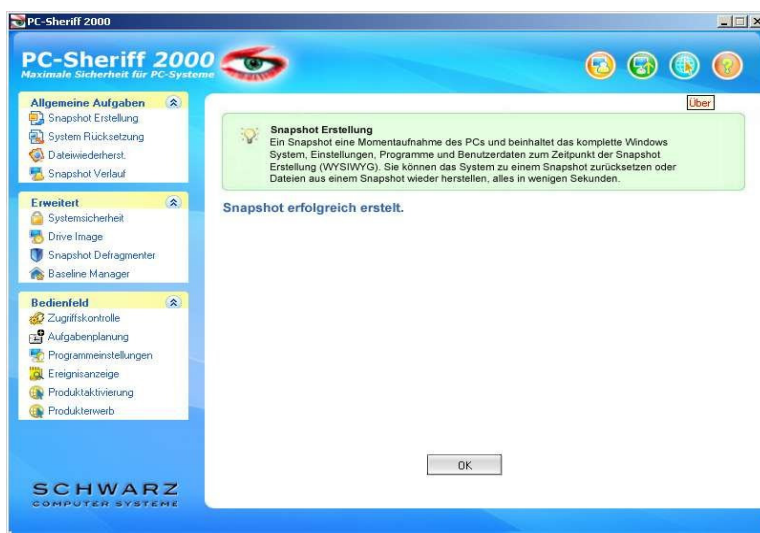 PC-Sheriff 2000
PC-Sheriff 2000
Maximale Sicherheit für PC-Systeme
Über
Allgemeine Aufgaben
Snapshot Erstellung
System Rücksetzung
Dateiwiederherst.
Snapshot Verlauf
Erweitert
Systemsicherheit
Drive Image
Snapshot Defragmenter
Baseline Manager
Bedienfeld
Zugriffskontrolle
Aufgabenplanung
Programmeinstellungen
Ereignisanzeige
Produktaktivierung
Produkterwerb
SCHWARZ
COMPUTER SYSTEME
Snapshot Erstellung
Ein Snapshot eine Momentaufnahme des PCs und beinhaltet das komplette Windows
System, Einstellungen, Programme und Benutzerdaten zum Zeitpunkt der Snapshot
Erstellung (WYSIWYG). Sie können das System zu einem Snapshot zurücksetzen oder
Dateien aus einem Snapshot wieder herstellen, alles in wenigen Sekunden.
Snapshot erfolgreich erstelt.
OK